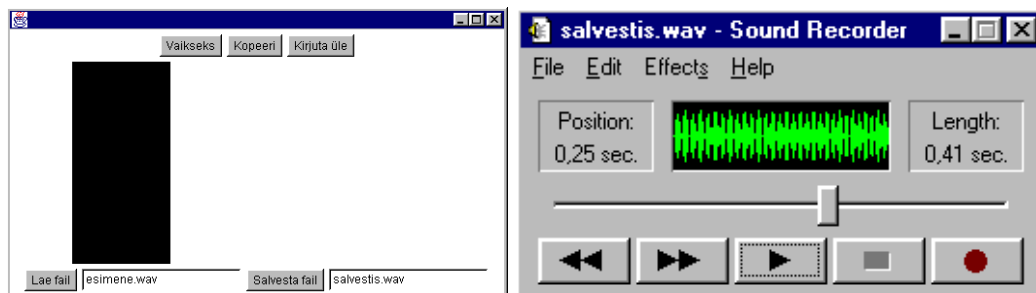 Vaikseks Kopeeri Kirjuta üle
Lae fail esimene.wav Salvesta fail salvestis.wav
salvestis.wav - Sound Recorder
File Edit Effects Help
Position:
0,25 sec.
Length:
0,41 sec.